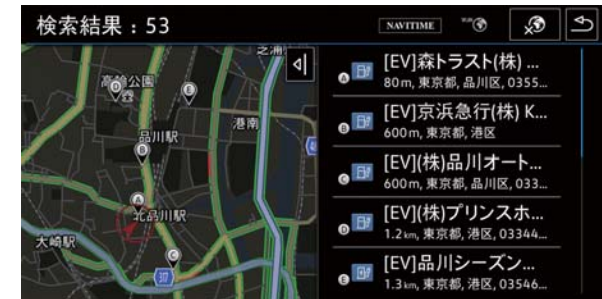 検索結果：53
NAVITIME
芝浦
高輪公園
港南
品川駅
北品川駅
大崎駅
317
A
B
C
D
E
A
[EV]森トラスト(株) ...
80m, 東京都, 品川区, 0355...
B
[EV]京浜急行(株) K...
600m, 東京都, 港区
C
[EV](株)品川オート...
600m, 東京都, 品川区, 033...
D
[EV](株)プリンスホ...
1.2km, 東京都, 港区, 03344...
E
[EV]品川シーズン...
1.3km, 東京都, 港区, 03546...